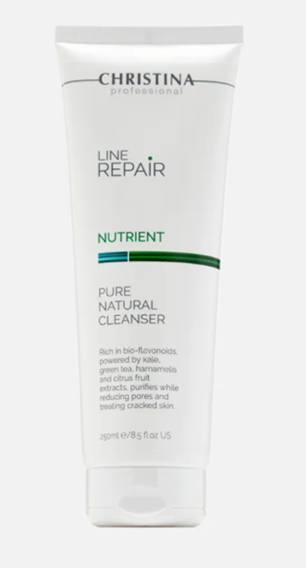 CHRISTINA
professional
LINE
REPAIR
NUTRIENT
PURE
NATURAL
CLEANSER
Rich in bio-flavonoids,
powered by kale,
green tea, hamamelis
and citrus fruit
extracts, purifies while
reducing pores and
treating cracked skin.
250ml ℮/8.5 fl.oz US